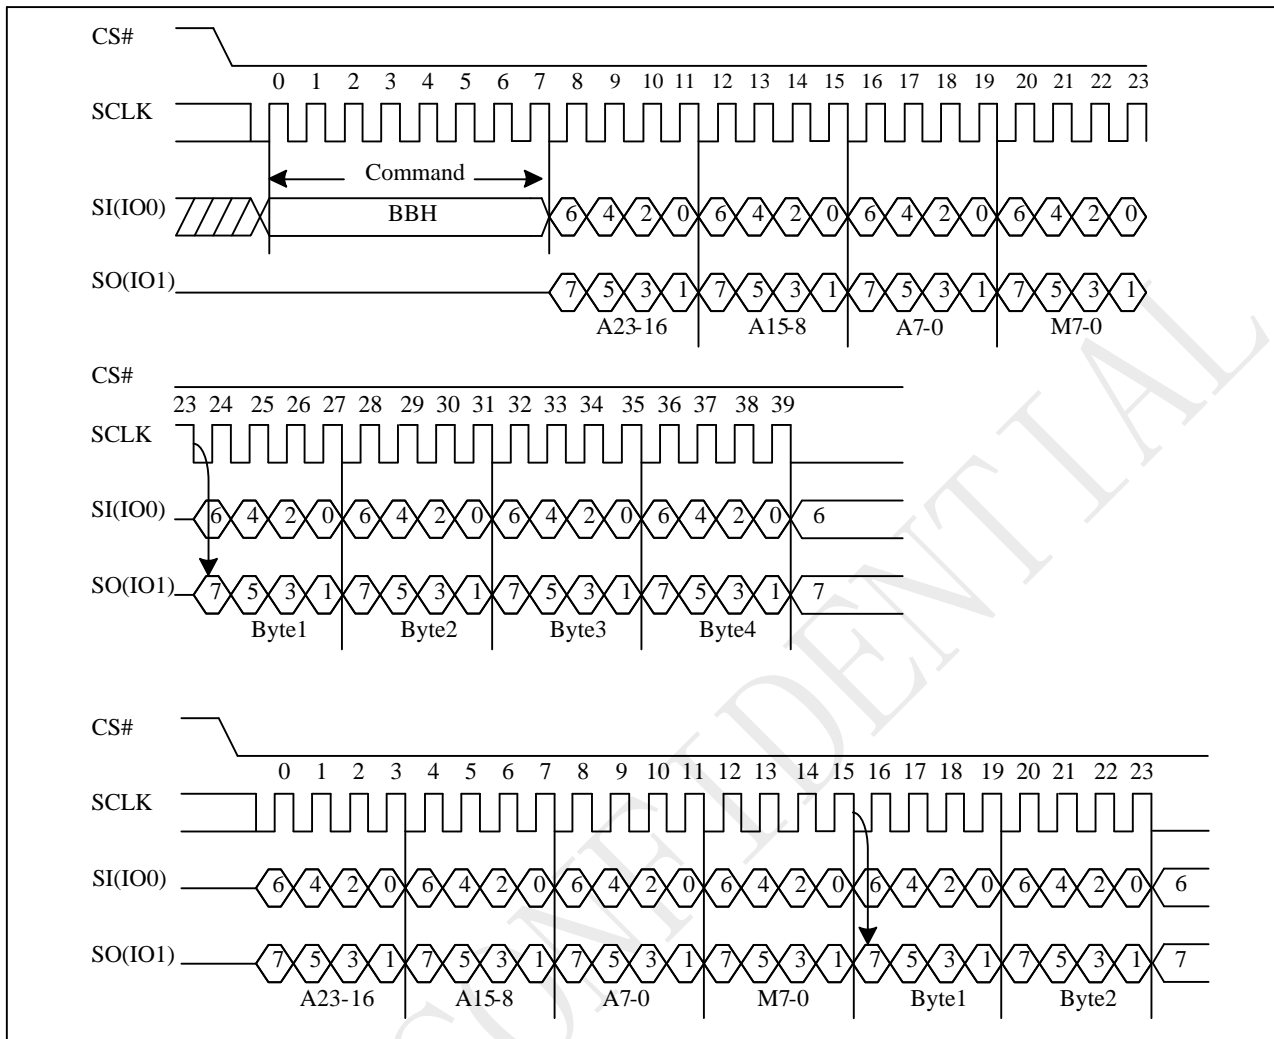 CS#
0 1 2 3 4 5 6 7 8 9 10 11 12 13 14 15 16 17 18 19 20 21 22 23
SCLK
Command
SI(IO0) BBH 6 4 2 0 6 4 2 0 6 4 2 0 6 4 2 0
SO(IO1) 7 5 3 1 7 5 3 1 7 5 3 1 7 5 3 1
A23-16 A15-8 A7-0 M7-0
CS#
23 24 25 26 27 28 29 30 31 32 33 34 35 36 37 38 39
SCLK
SI(IO0) 6 4 2 0 6 4 2 0 6 4 2 0 6 4 2 0 6
SO(IO1) 7 5 3 1 7 5 3 1 7 5 3 1 7 5 3 1 7
Byte1 Byte2 Byte3 Byte4
CS#
0 1 2 3 4 5 6 7 8 9 10 11 12 13 14 15 16 17 18 19 20 21 22 23
SCLK
SI(IO0) 6 4 2 0 6 4 2 0 6 4 2 0 6 4 2 0 6 4 2 0 6 4 2 0 6
SO(IO1) 7 5 3 1 7 5 3 1 7 5 3 1 7 5 3 1 7 5 3 1 7 5 3 1 7
A23-16 A15-8 A7-0 M7-0 Byte1 Byte2
CONFIDENTIAL